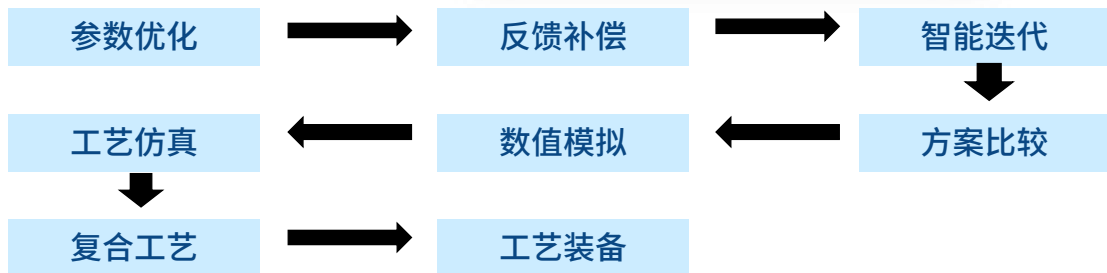 参数优化
反馈补偿
智能迭代
方案比较
数值模拟
工艺仿真
复合工艺
工艺装备